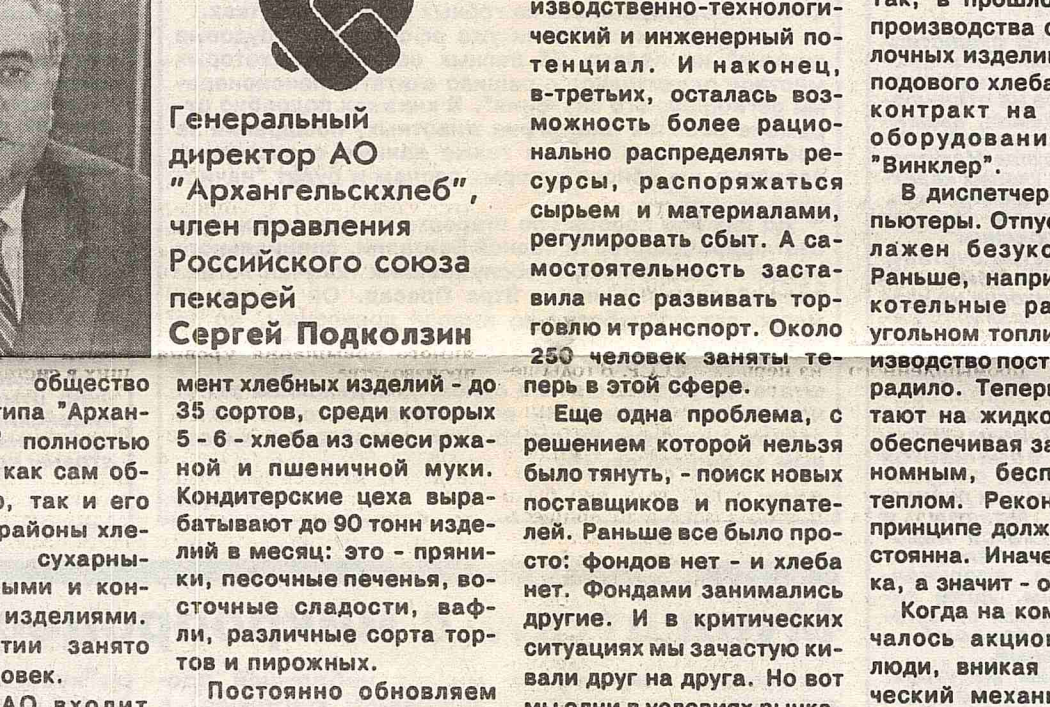 Генеральный
директор АО
"Архангельскхлеб",
член правления
Российского союза
пекарей
Сергей Подколзин
общество
типа "Архан-
полностью
как сам об-
так и его
районы хле-
сухарны-
ыми и кон-
изделиями.
тии занято
овек.
АО входит
мент хлебных изделий - до
35 сортов, среди которых
5 - 6 - хлеба из смеси ржа-
ной и пшеничной муки.
Кондитерские цеха выра-
батывают до 90 тонн изде-
лий в месяц: это - пряни-
ки, песочные печенья, во-
сточные сладости, ваф-
ли, различные сорта тор-
тов и пирожных.
Постоянно обновляем
изводственно-технологи-
ческий и инженерный по-
тенциал. И наконец,
в-третьих, осталась воз-
можность более рацио-
нально распределять ре-
сурсы, распоряжаться
сырьем и материалами,
регулировать сбыт. А са-
мостоятельность заста-
вила нас развивать тор-
говлю и транспорт. Около
250 человек заняты те-
перь в этой сфере.
Еще одна проблема, с
решением которой нельзя
было тянуть, - поиск новых
поставщиков и покупате-
лей. Раньше все было про-
сто: фондов нет - и хлеба
нет. Фондами занимались
другие. И в критических
ситуациях мы зачастую ки-
вали друг на друга. Но вот
мы одни в условиях рынка.
так, в прошло
производства с
лочных издели
подового хлеба
контракт на
оборудовани
"Винклер".
В диспетчер
пьютеры. Отпу
лажен безуко
Раньше, напри
котельные ра
угольном топли
изводство пост
радило. Теперь
тают на жидко
обеспечивая за
номным, бесп
теплом. Рекон
принципе долж
стоянна. Иначе
ка, а значит - о
Когда на ком
чалось акцион
люди, вникая
ческий механи